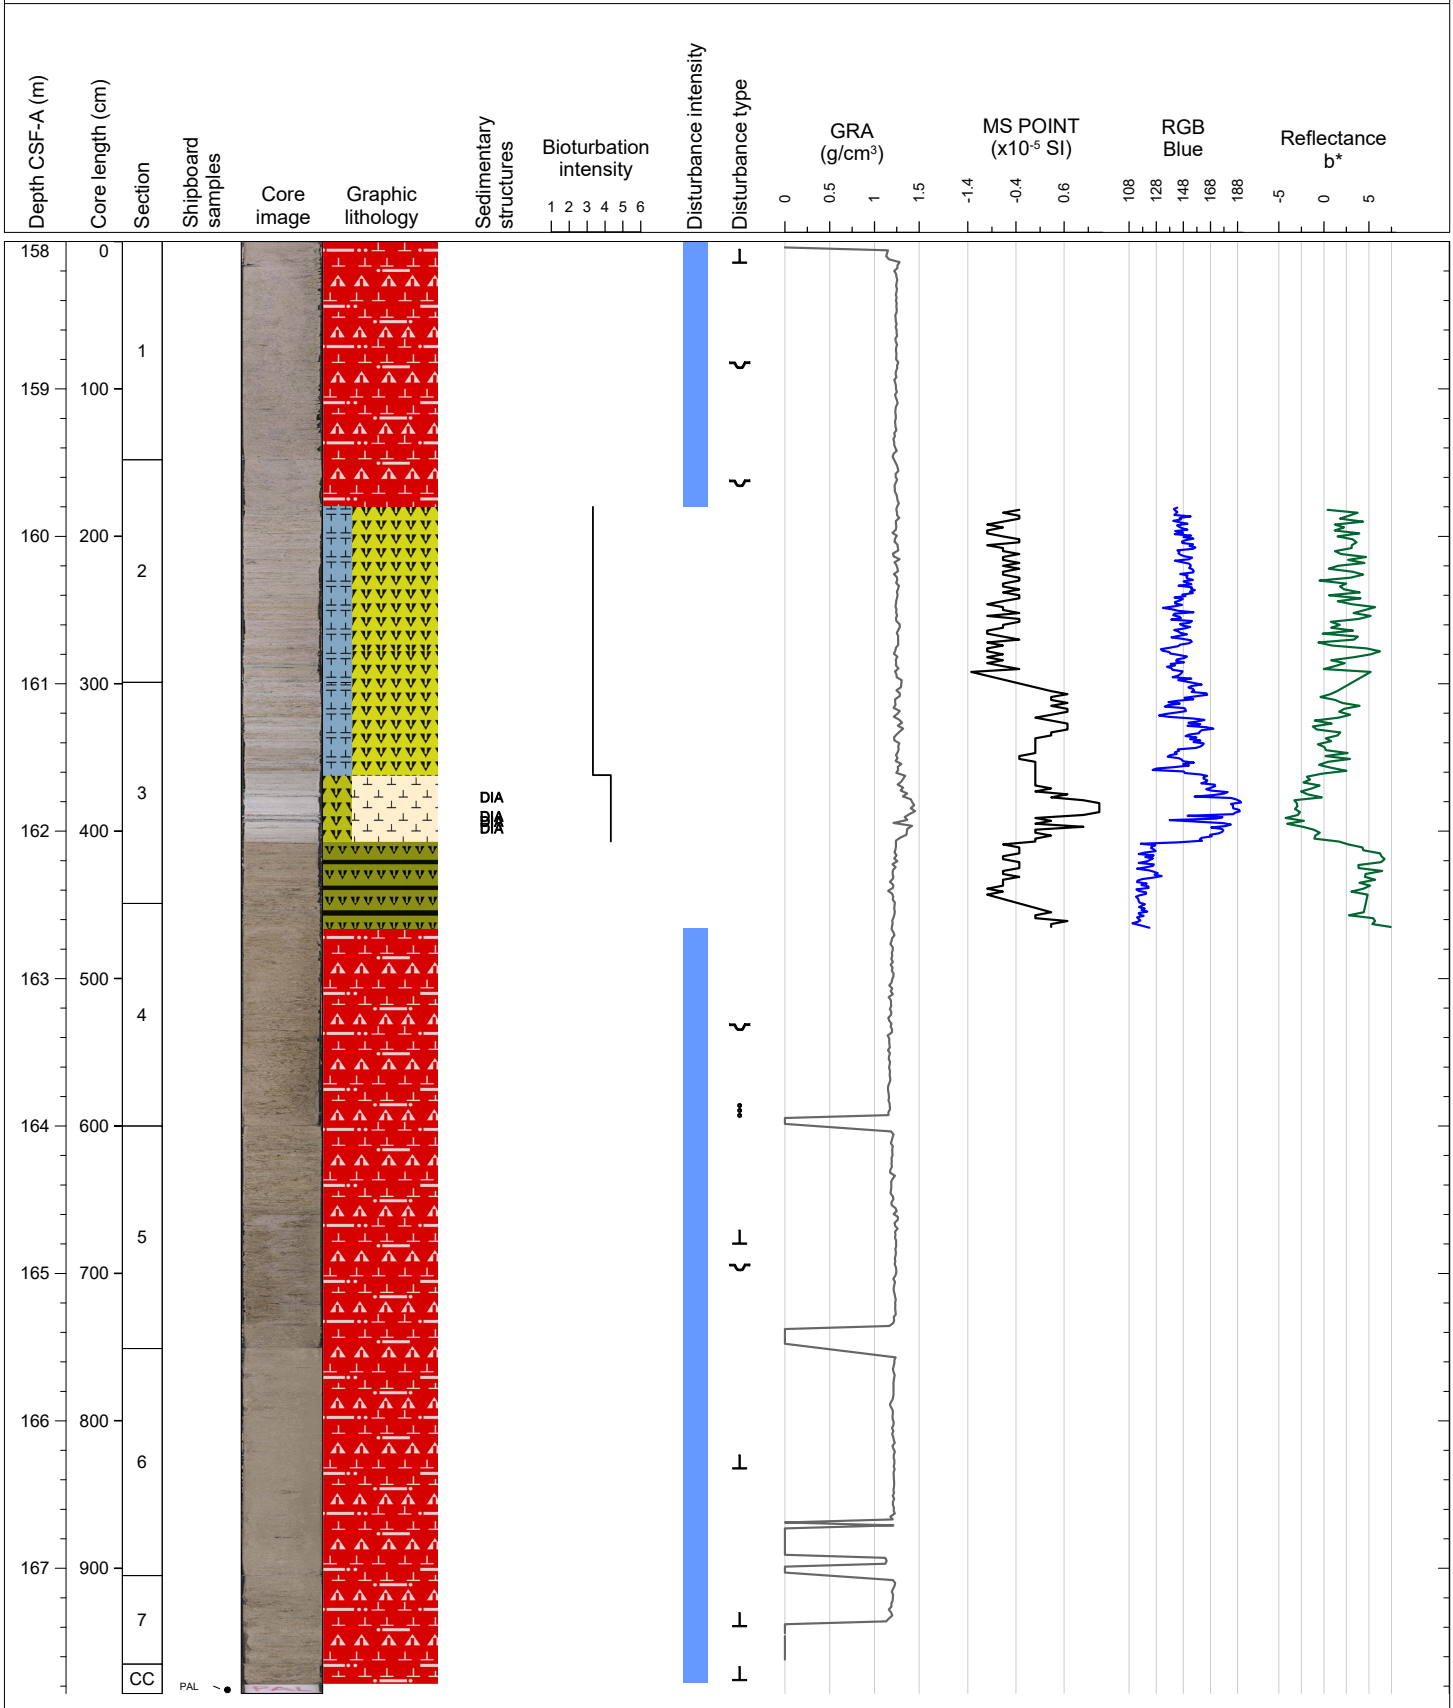 Depth CSF-A (m)
Core length (cm)
Section
Shipboard
samples
Core
image
Graphic
lithology
Sedimentary
structures
Bioturbation
intensity
1 2 3 4 5 6
Disturbance intensity
Disturbance type
GRA
(g/cm³)
0 0.5 1 1.5
MS POINT
(x10⁻⁵ SI)
-1.4 -0.4 0.6
RGB
Blue
108 128 148 168 188
Reflectance
b*
-5 0 5
158 0
1
159 100
160 200
2
161 300
3
DIA
DIA
DIA
DIA
162 400
163 500
4
164 600
5
165 700
166 800
6
167 900
7
CC
PAL
PAL